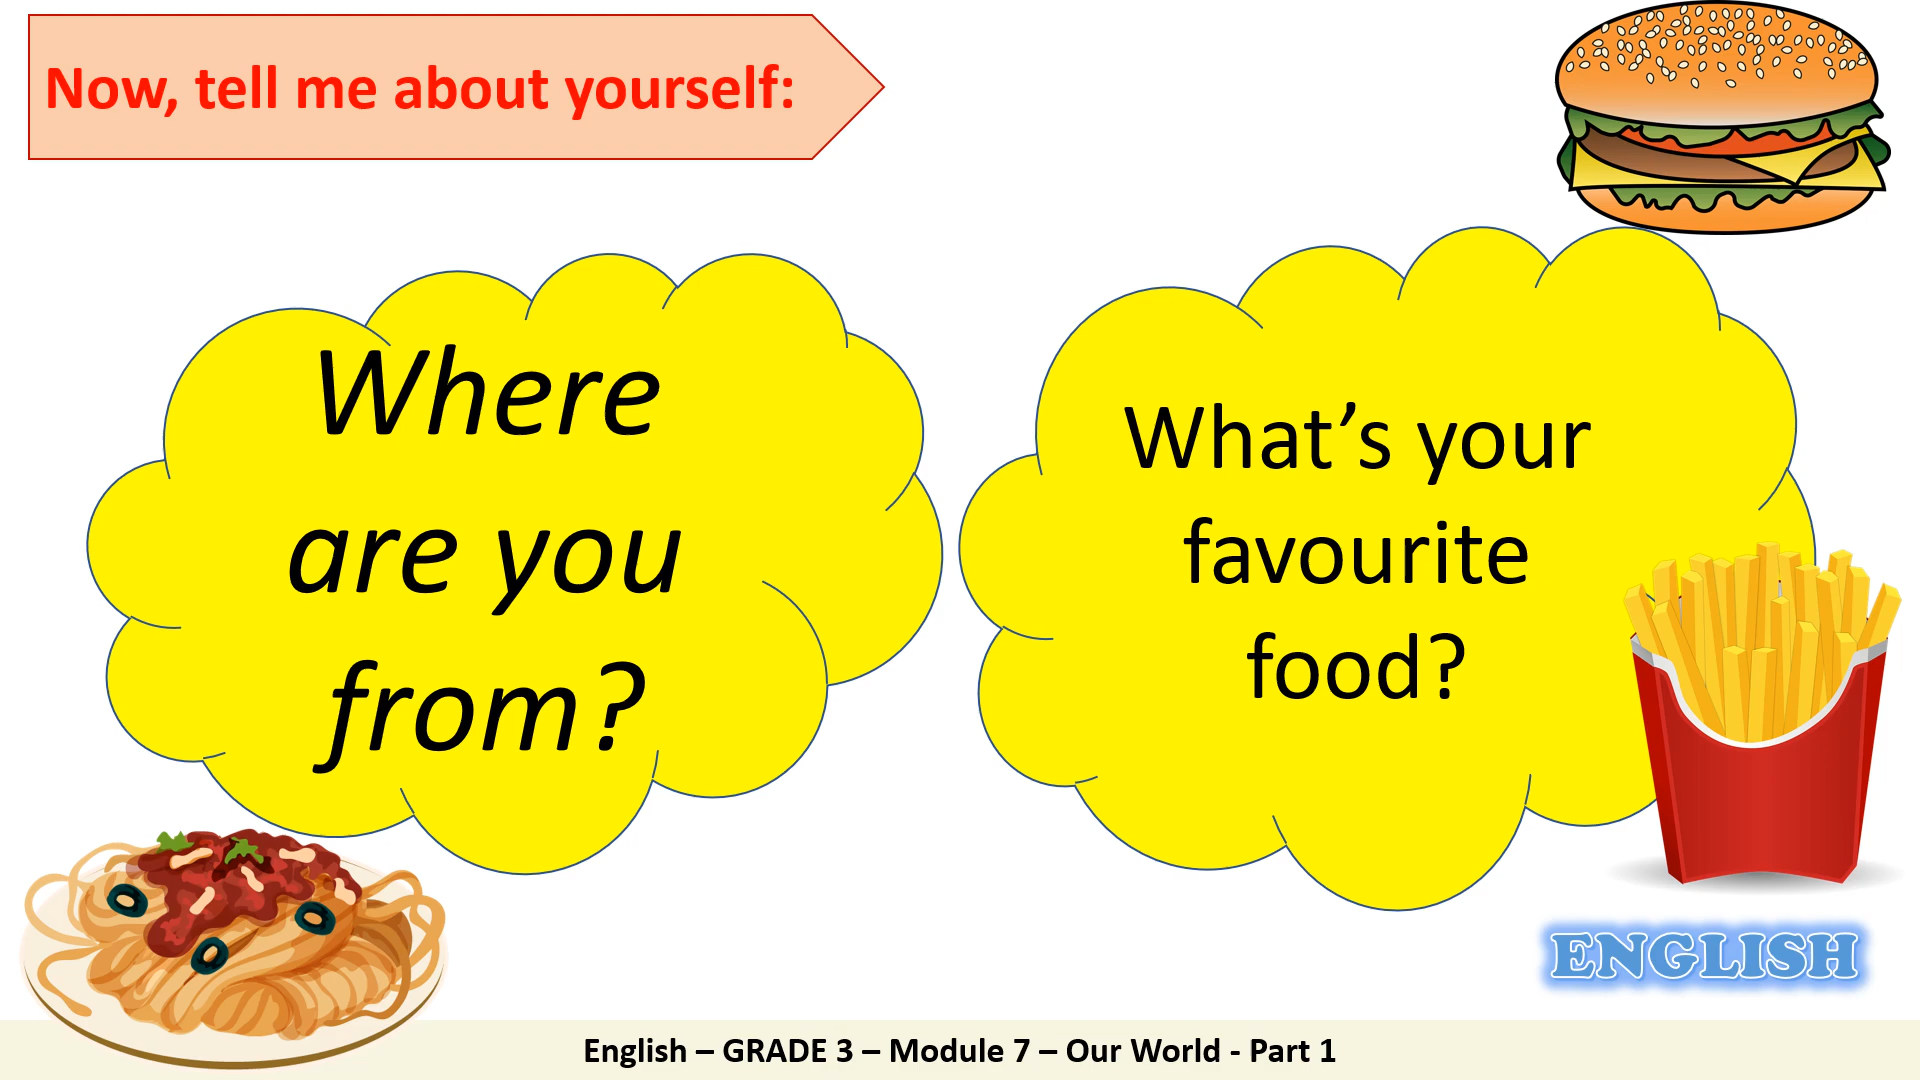 Now, tell me about yourself:
Where
are you
from?
What’s your
favourite
food?
ENGLISH
English – GRADE 3 – Module 7 – Our World - Part 1